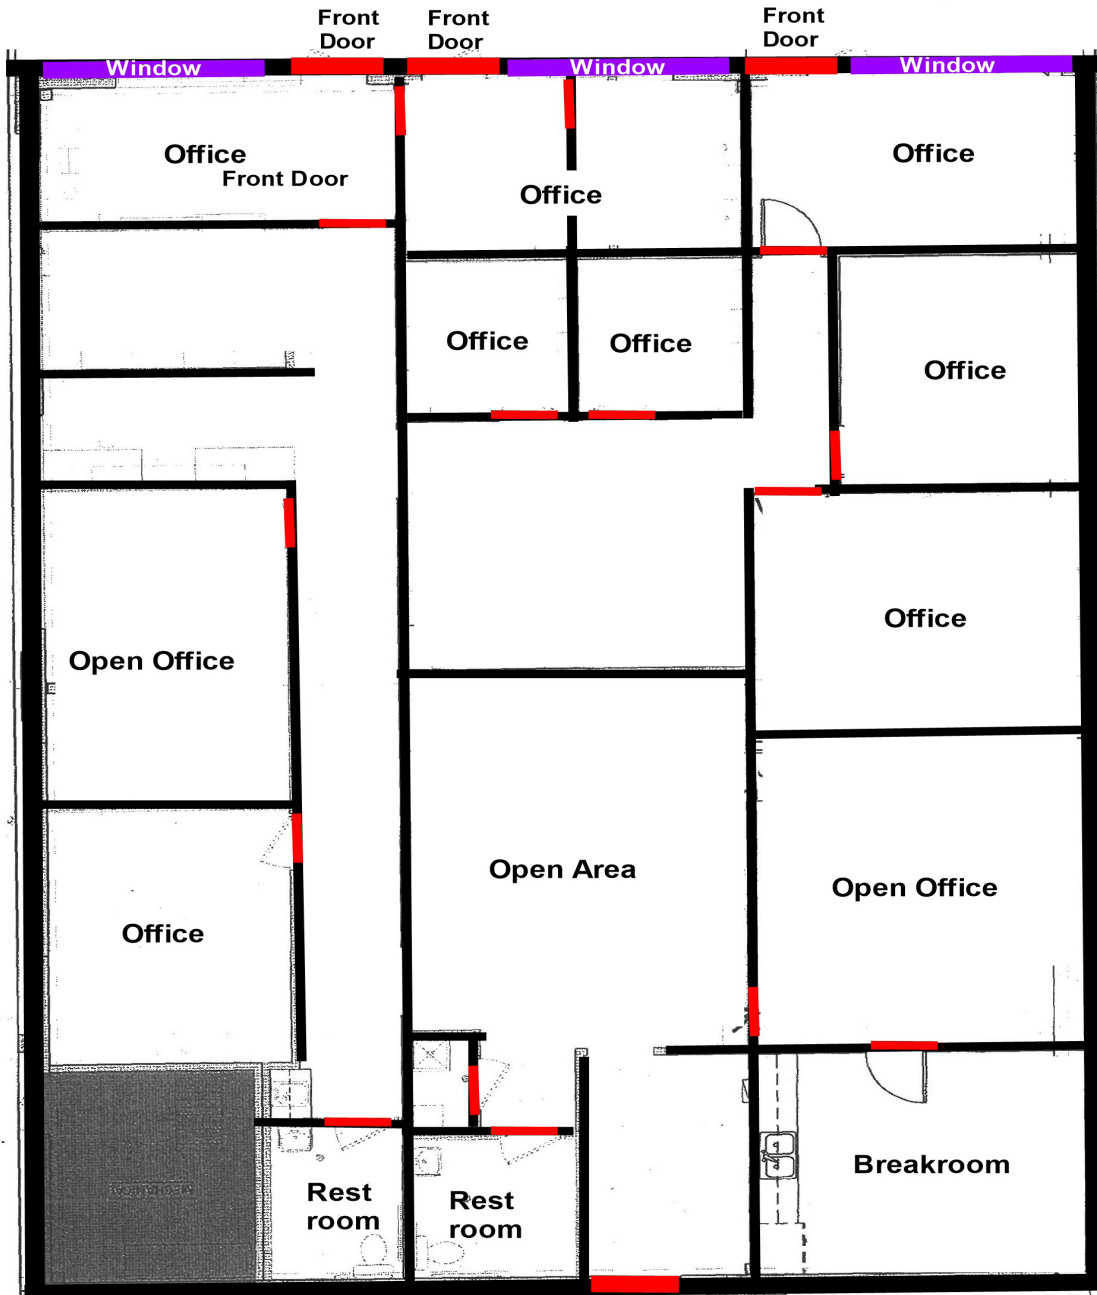 Front
Door
Front
Door
Front
Door
Window
Window
Window
Office
Front Door
Office
Office
Office
Office
Office
Office
Open Office
Open Area
Open Office
Office
Breakroom
MECHANICAL
Rest
room
Rest
room